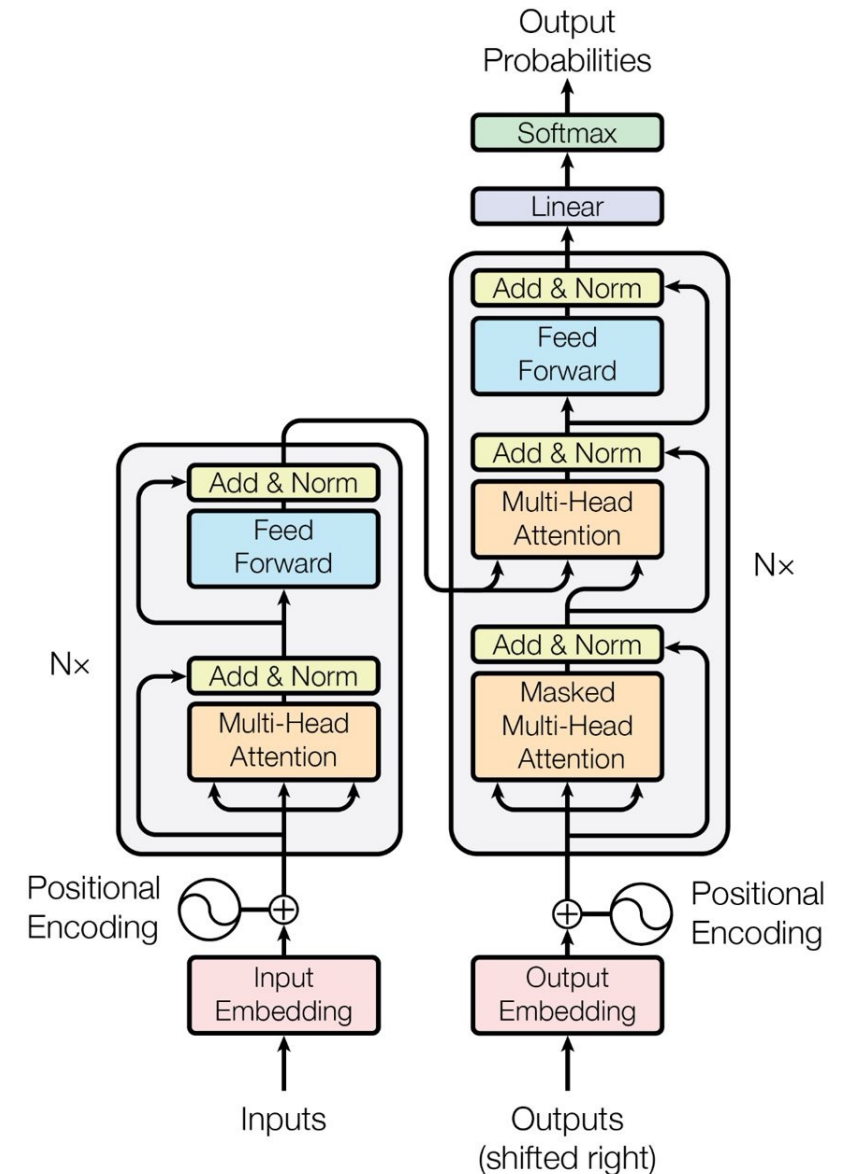 Output
Probabilities
Softmax
Linear
Add & Norm
Feed
Forward
Add & Norm
Multi-Head
Attention
N×
Add & Norm
Masked
Multi-Head
Attention
Add & Norm
Feed
Forward
N×
Add & Norm
Multi-Head
Attention
Positional
Encoding
Positional
Encoding
Input
Embedding
Output
Embedding
Inputs
Outputs
(shifted right)